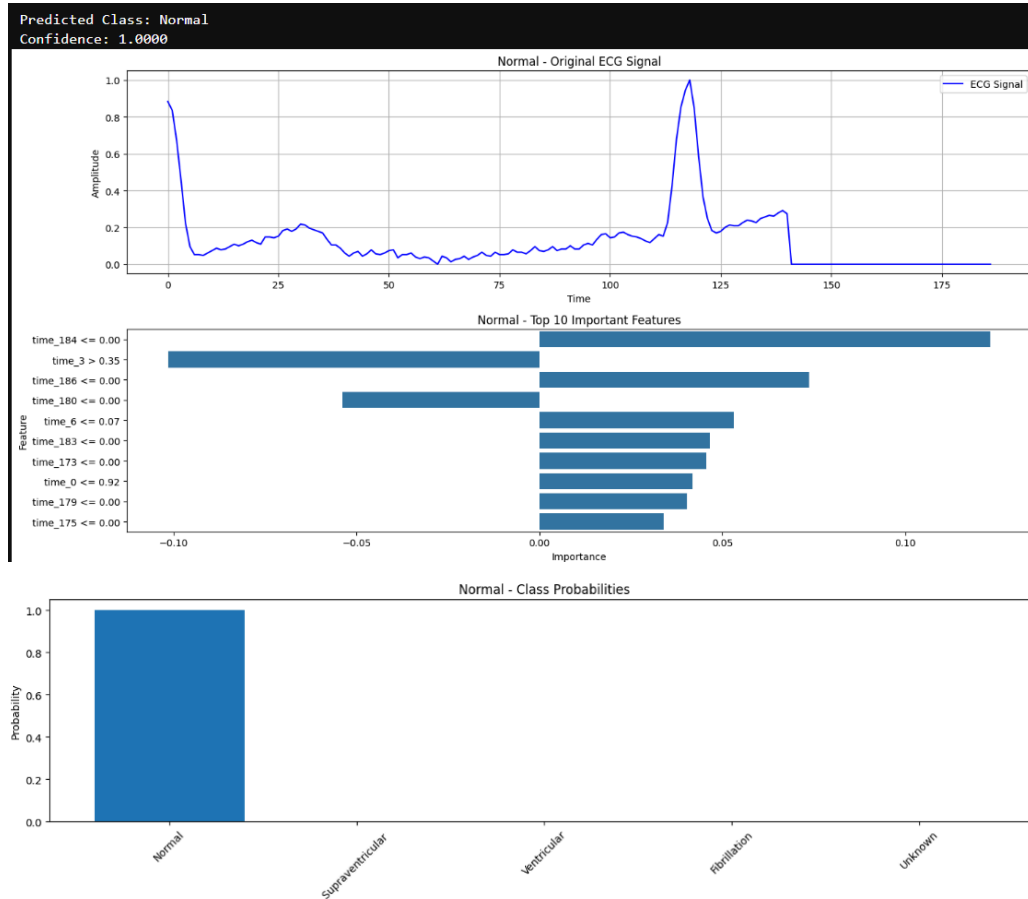 Predicted Class: Normal
Confidence: 1.0000
Normal - Original ECG Signal
ECG Signal
Amplitude
1.0
0.8
0.6
0.4
0.2
0.0
0 25 50 75 100 125 150 175
Time
Normal - Top 10 Important Features
Feature
time_184 <= 0.00
time_3 > 0.35
time_186 <= 0.00
time_180 <= 0.00
time_6 <= 0.07
time_183 <= 0.00
time_173 <= 0.00
time_0 <= 0.92
time_179 <= 0.00
time_175 <= 0.00
−0.10 −0.05 0.00 0.05 0.10
Importance
Normal - Class Probabilities
Probability
1.0
0.8
0.6
0.4
0.2
0.0
Normal Supraventricular Ventricular Fibrillation Unknown